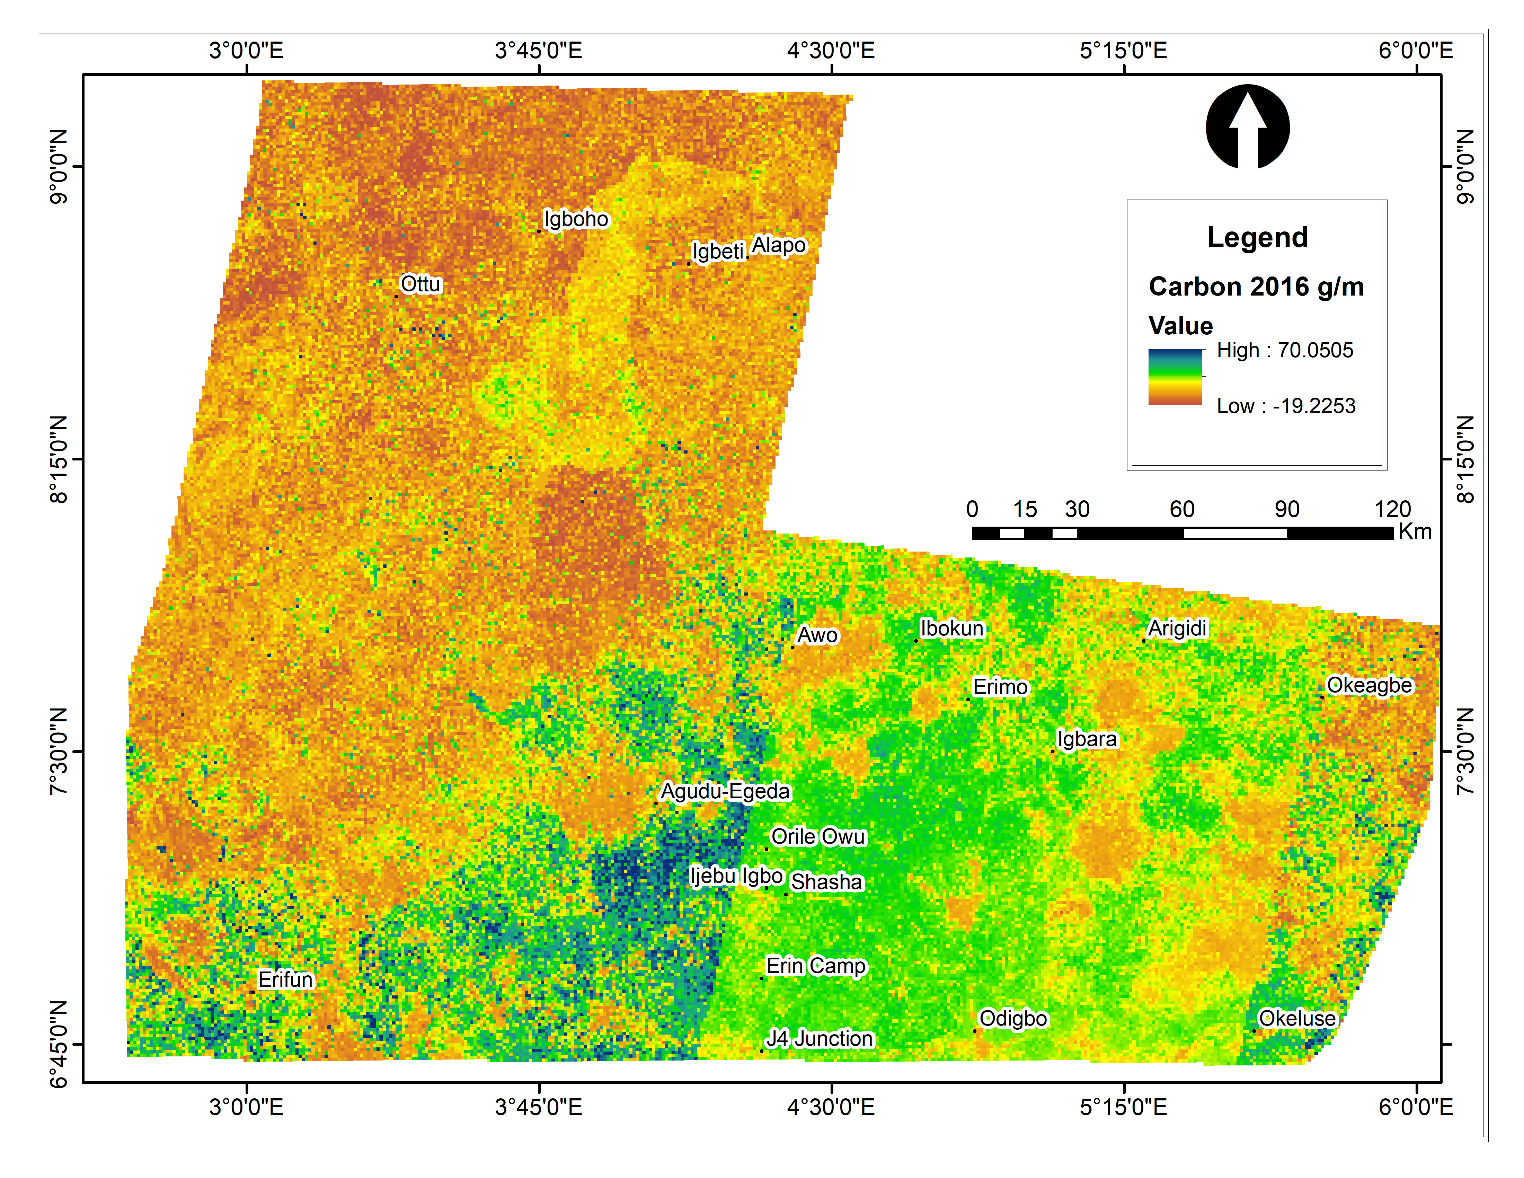 3°0'0"E 3°45'0"E 4°30'0"E 5°15'0"E 6°0'0"E
9°0'0"N
9°0'0"N
Legend
Carbon 2016 g/m
Value
High : 70.0505
Low : -19.2253
Igboho
Igbeti
Alapo
Ottu
8°15'0"N
8°15'0"N
0 15 30 60 90 120
Km
Awo
Ibokun
Arigidi
Erimo
Okeagbe
7°30'0"N
7°30'0"N
Igbara
Agudu-Egeda
Orile Owu
Ijebu Igbo
Shasha
Erin Camp
Erifun
Odigbo
Okeluse
J4 Junction
6°45'0"N
6°45'0"N
3°0'0"E 3°45'0"E 4°30'0"E 5°15'0"E 6°0'0"E